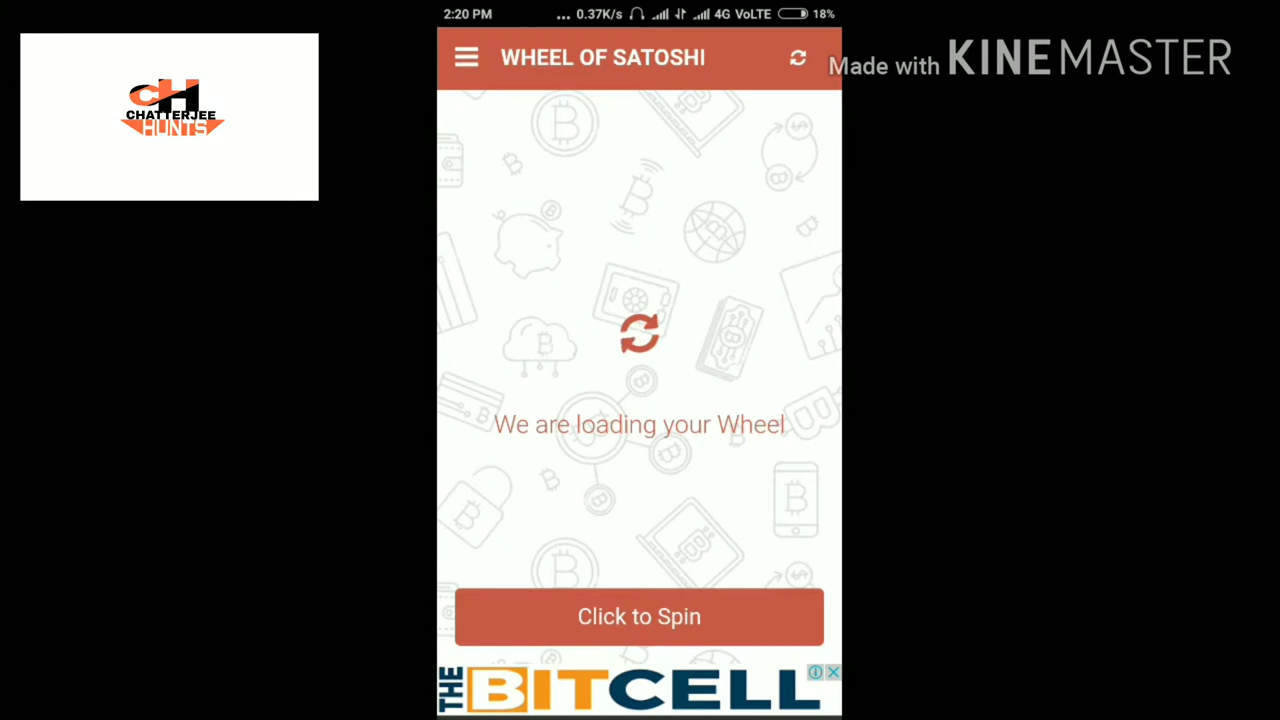 2:20 PM ... 0.37K/s 4G VoLTE 18%
WHEEL OF SATOSHI
Made with KINEMASTER
CH
CHATTERJEE
HUNTS
We are loading your Wheel
Click to Spin
THE BITCELL